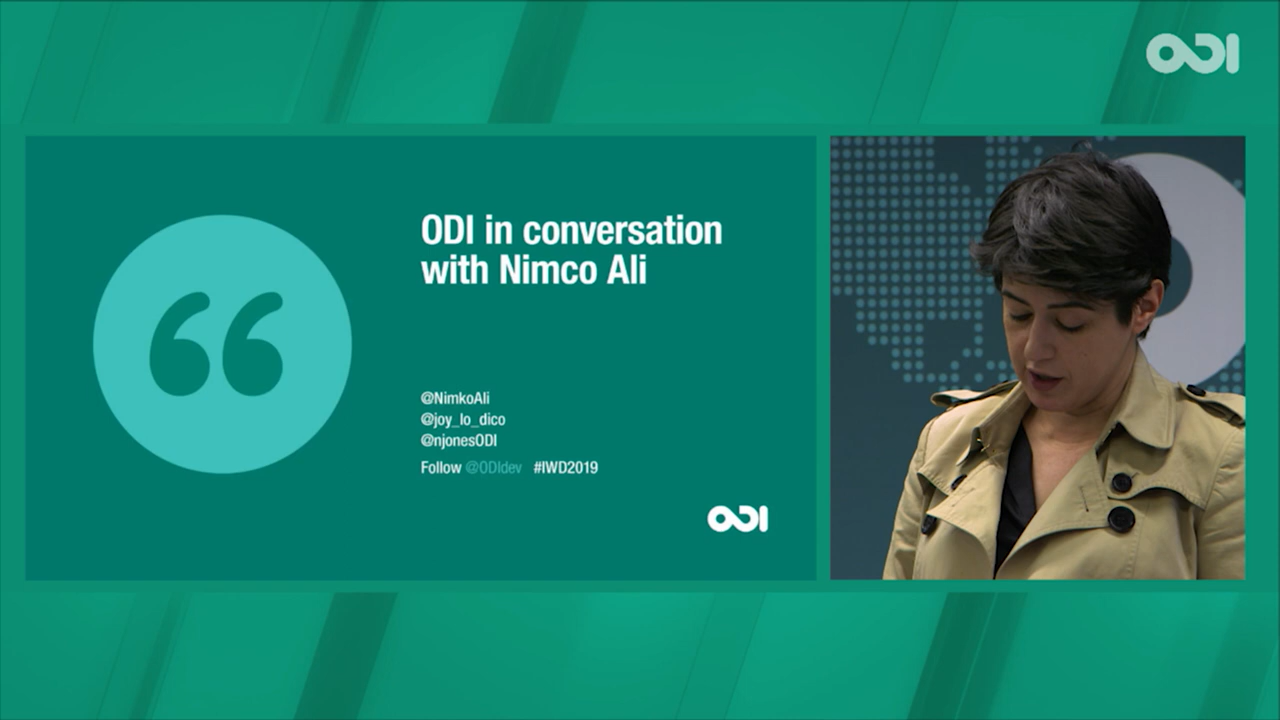 ODI
ODI in conversation
with Nimco Ali
@NimkoAli
@joy_lo_dico
@njonesODI
Follow @ODIdev #IWD2019
ODI